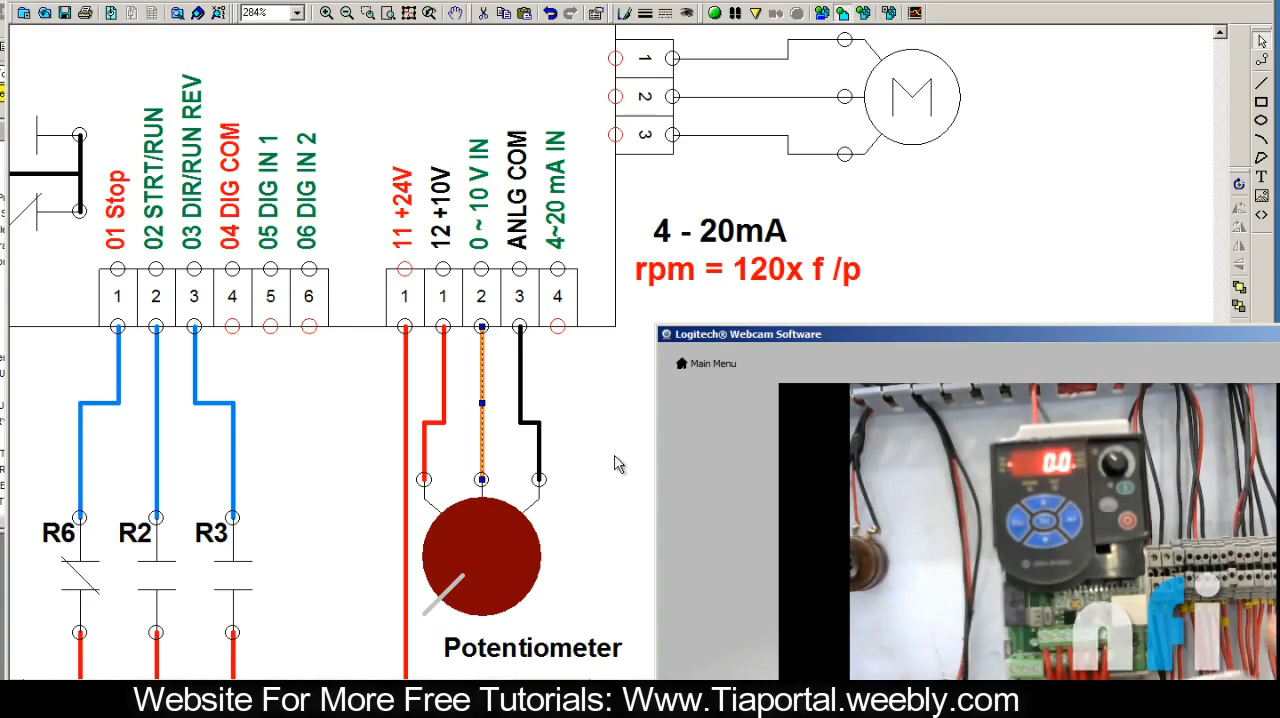 284%
1
2
3
M
01 Stop
02 STRT/RUN
03 DIR/RUN REV
04 DIG COM
05 DIG IN 1
06 DIG IN 2
11 +24V
12 +10V
0 ~ 10 V IN
ANLG COM
4~20 mA IN
4 - 20mA
rpm = 120x f /p
1 2 3 4 5 6
1 1 2 3 4
Logitech® Webcam Software
Main Menu
0.0
R6 R2 R3
Potentiometer
nfi
Website For More Free Tutorials: Www.Tiaportal.weebly.com